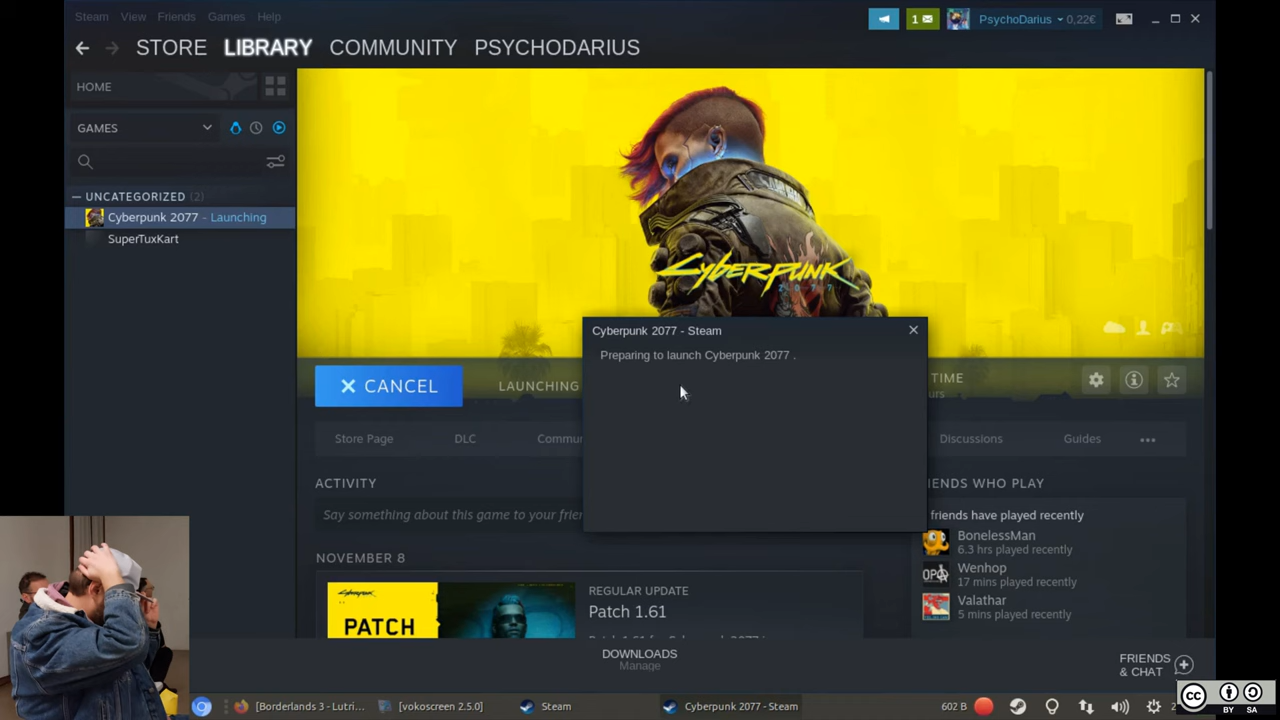 Steam View Friends Games Help
1
PsychoDarius
0,22€
STORE LIBRARY COMMUNITY PSYCHODARIUS
HOME
GAMES
UNCATEGORIZED (2)
Cyberpunk 2077 - Launching
SuperTuxKart
CYBERPUNK
2077
Cyberpunk 2077 - Steam
Preparing to launch Cyberpunk 2077 .
CANCEL
LAUNCHING
TIME
Store Page DLC
Discussions Guides
ACTIVITY
Say something about this game to your
FRIENDS WHO PLAY
friends have played recently
BonelessMan
6.3 hrs played recently
Wenhop
17 mins played recently
Valathar
5 mins played recently
NOVEMBER 8
PATCH
REGULAR UPDATE
Patch 1.61
DOWNLOADS
Manage
FRIENDS
& CHAT
[Borderlands 3 - Lutri...
[vokoscreen 2.5.0]
Steam
Cyberpunk 2077 - Steam
602 B
CC BY SA